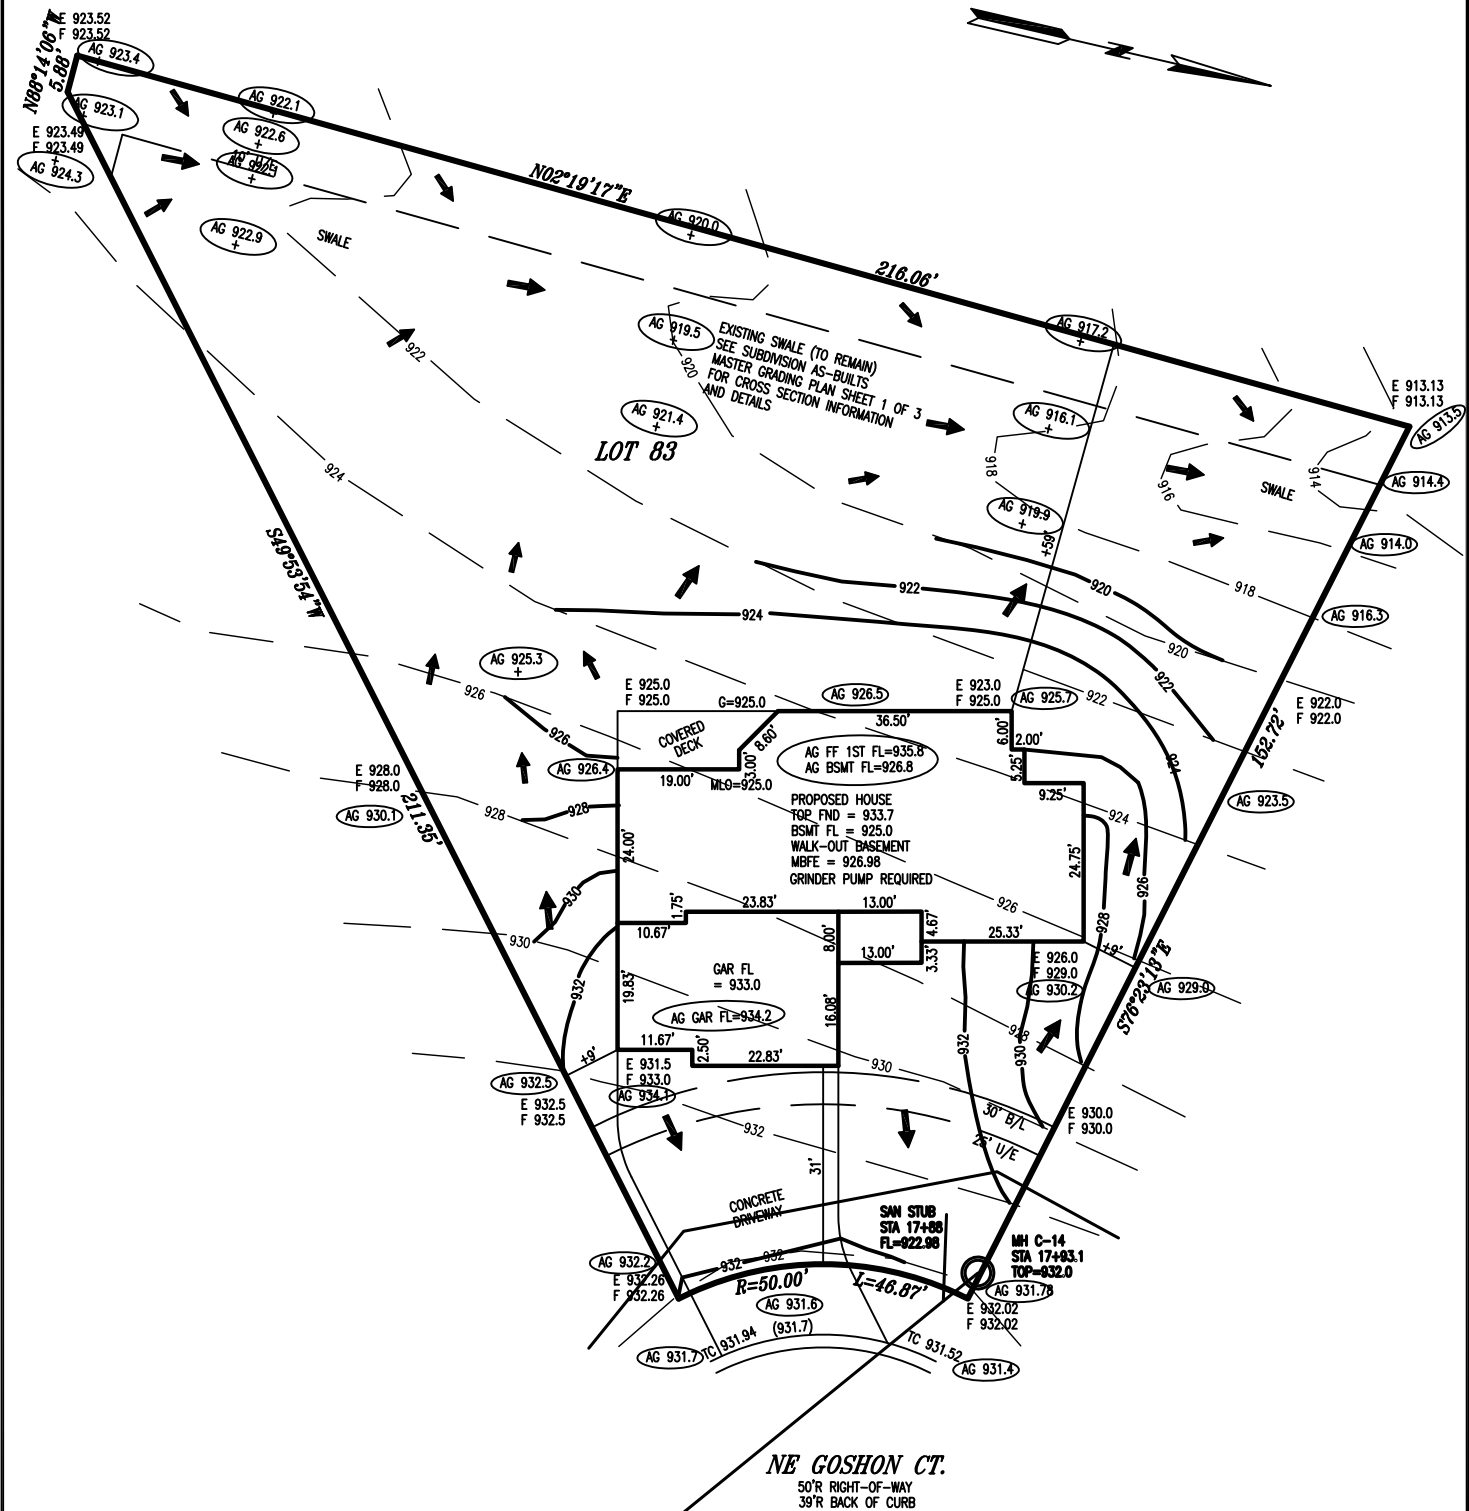 E 923.52
F 923.52
AG 923.4
N88°14'06"W
5.88'
AG 923.1
E 923.49
F 923.49
AG 924.3
AG 922.1
AG 922.6
10' U/E
AG 922.9
SWALE
N02°19'17"E
AG 920.0
216.06'
AG 917.2
E 913.13
F 913.13
AG 913.5
AG 919.5
EXISTING SWALE (TO REMAIN)
SEE SUBDIVISION AS-BUILTS
MASTER GRADING PLAN SHEET 1 OF 3
FOR CROSS SECTION INFORMATION
AND DETAILS
922
920
AG 921.4
AG 916.1
LOT 83
924
918
916
SWALE
914
AG 914.4
AG 919.9
+59'
AG 914.0
S49°53'54"W
922
920
918
924
AG 916.3
920
AG 925.3
926
E 925.0
F 925.0
G=925.0
AG 926.5
E 923.0
F 925.0
AG 925.7
922
922
E 922.0
F 922.0
152.72'
926
COVERED
DECK
8.60'
36.50'
6.00'
2.00'
924
AG FF 1ST FL=935.8
AG BSMT FL=926.8
E 928.0
F 928.0
AG 926.4
19.00'
3.00'
MLO=925.0
5.25'
9.25'
AG 923.5
AG 930.1
211.35'
928
928
PROPOSED HOUSE
TOP FND = 933.7
BSMT FL = 925.0
WALK-OUT BASEMENT
MBFE = 926.98
GRINDER PUMP REQUIRED
924
24.00'
24.75'
926
930
1.75'
23.83'
13.00'
926
928
930
10.67'
8.00'
13.00'
4.67'
3.33'
25.33'
+9'
S76°23'13"E
932
19.83'
GAR FL
= 933.0
E 926.0
F 929.0
AG 930.2
AG 929.0
AG GAR FL=934.2
16.08'
928
+9'
11.67'
2.50'
22.83'
932
930
930
E 931.5
F 933.0
AG 934.1
AG 932.5
E 932.5
F 932.5
932
30' B/L
25' U/E
E 930.0
F 930.0
31'
CONCRETE
DRIVEWAY
SAN STUB
STA 17+88
FL=922.98
MH C-14
STA 17+93.1
TOP=932.0
AG 932.2
E 932.26
F 932.26
932
932
R=50.00'
L=46.87'
AG 931.78
E 932.02
F 932.02
AG 931.6
(931.7)
TC 931.94
TC 931.52
AG 931.7
AG 931.4
NE GOSHON CT.
50'R RIGHT-OF-WAY
39'R BACK OF CURB